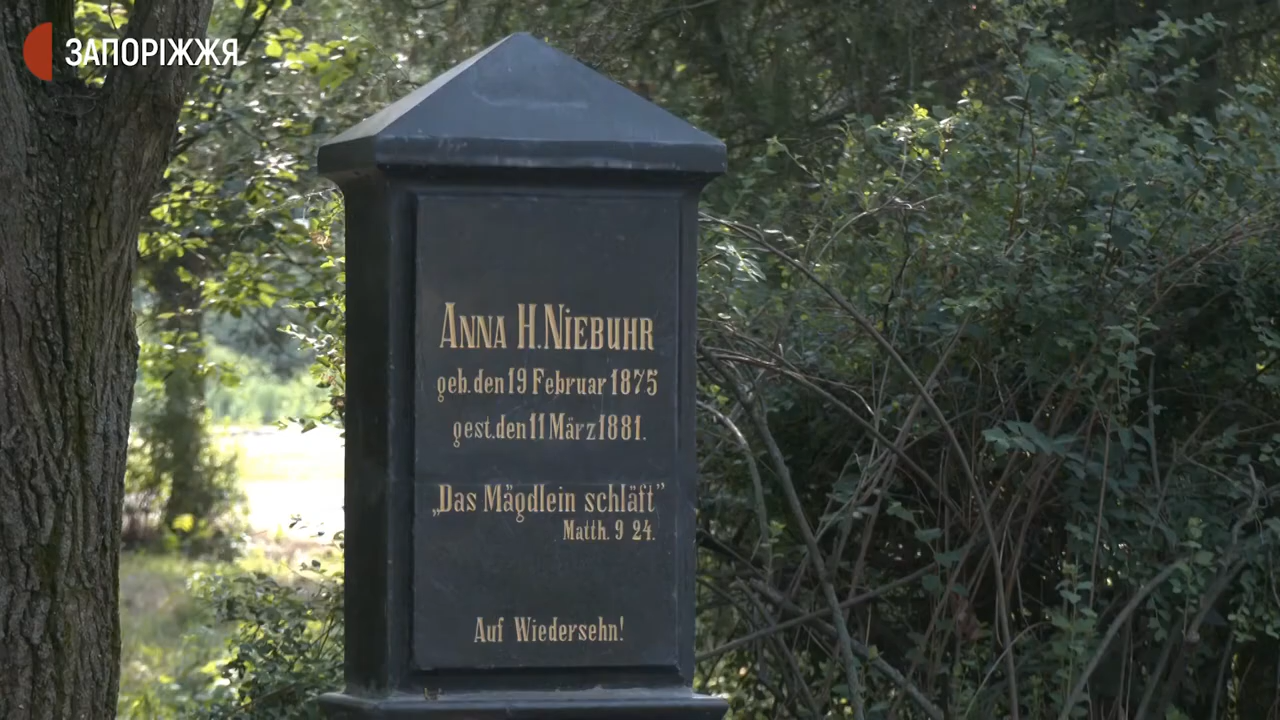 ЗАПОРІЖЖЯ
ANNA H. NIEBUHR
geb. den 19 Februar 1875
gest. den 11 März 1881.
„Das Mägdlein schläft”
Matth. 9 24.
Auf Wiedersehn!